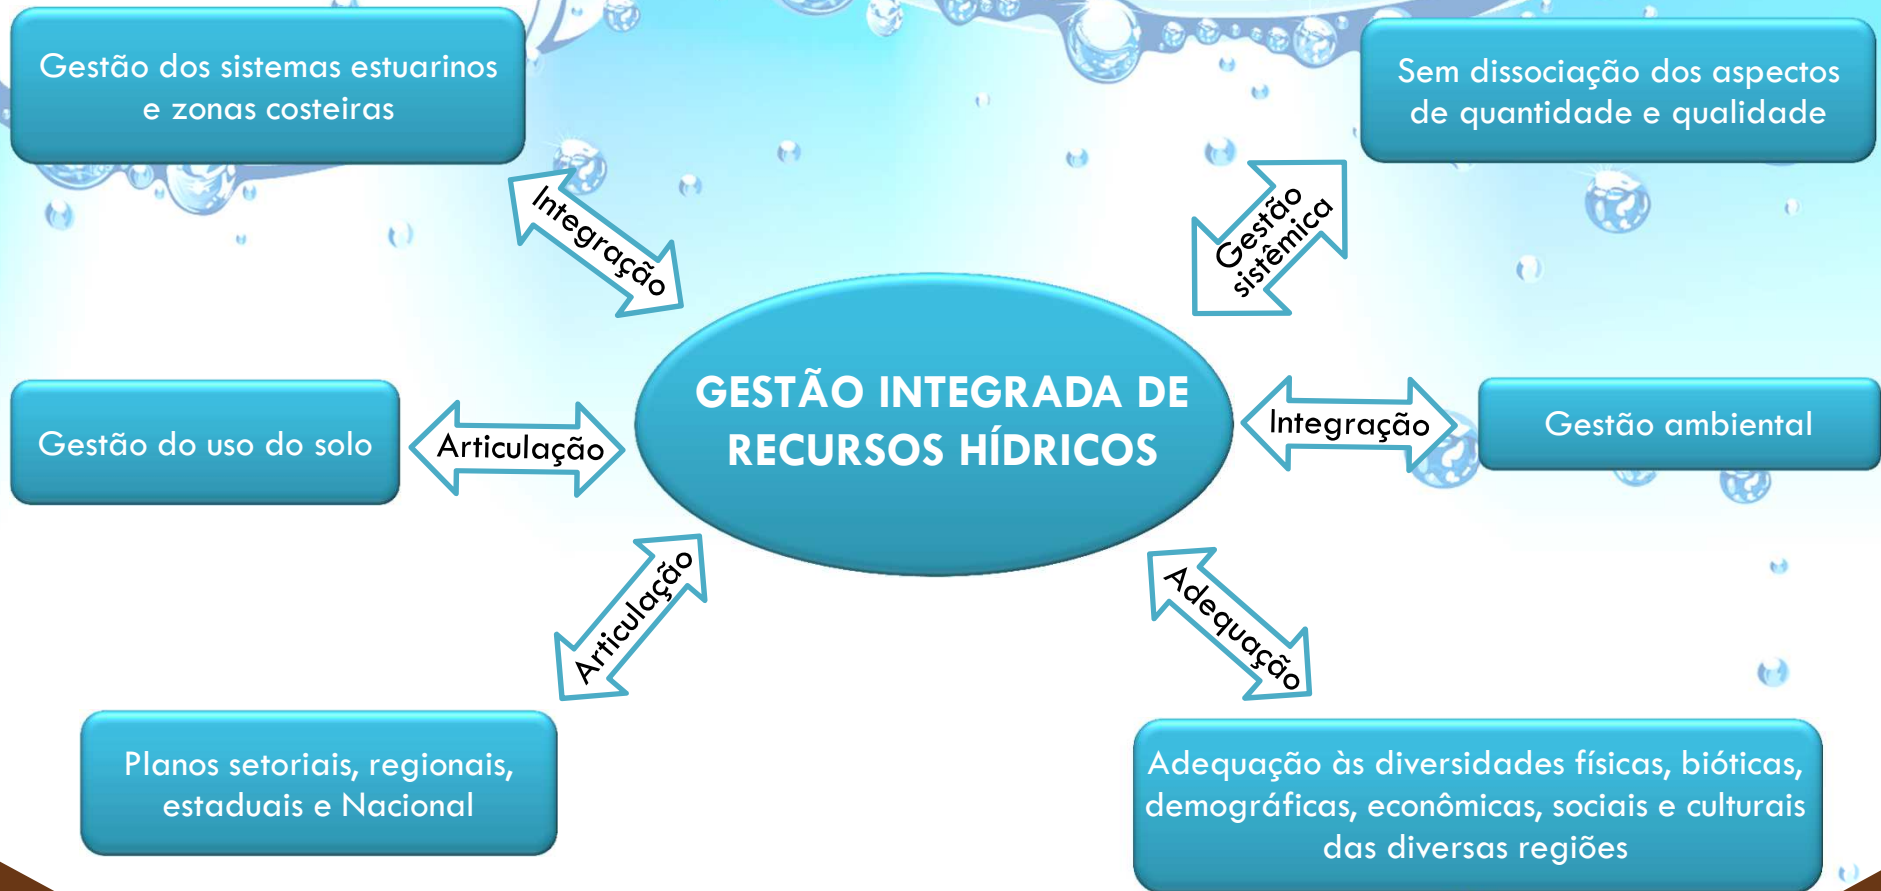 Gestão dos sistemas estuarinos
e zonas costeiras
Sem dissociação dos aspectos
de quantidade e qualidade
Integração
Gestão
sistêmica
GESTÃO INTEGRADA DE
RECURSOS HÍDRICOS
Gestão do uso do solo
Articulação
Integração
Gestão ambiental
Articulação
Adequação
Planos setoriais, regionais,
estaduais e Nacional
Adequação às diversidades físicas, bióticas,
demográficas, econômicas, sociais e culturais
das diversas regiões